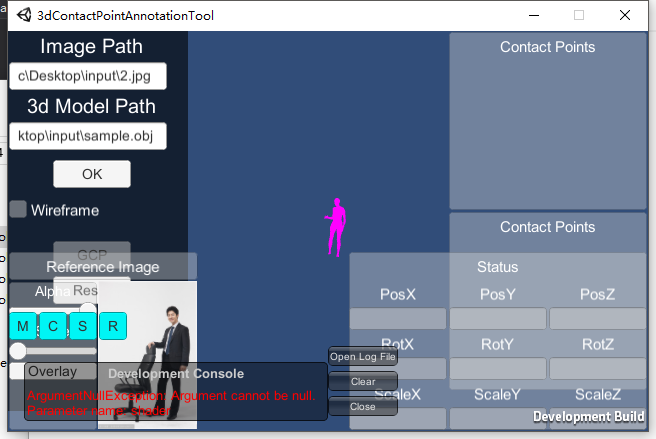 3dContactPointAnnotationTool
Image Path
c\Desktop\input\2.jpg
3d Model Path
ktop\input\sample.obj
OK
Wireframe
GCP
Reference Image
Alpha
Res
M C S R
Overlay
Development Console
ArgumentNullException: Argument cannot be null.
Parameter name: shader
Open Log File
Clear
Close
Contact Points
Contact Points
Status
PosX PosY PosZ
RotX RotY RotZ
ScaleX ScaleY ScaleZ
Development Build